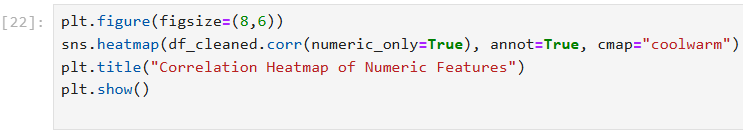 [22]: plt.figure(figsize=(8,6))
sns.heatmap(df_cleaned.corr(numeric_only=True), annot=True, cmap="coolwarm")
plt.title("Correlation Heatmap of Numeric Features")
plt.show()